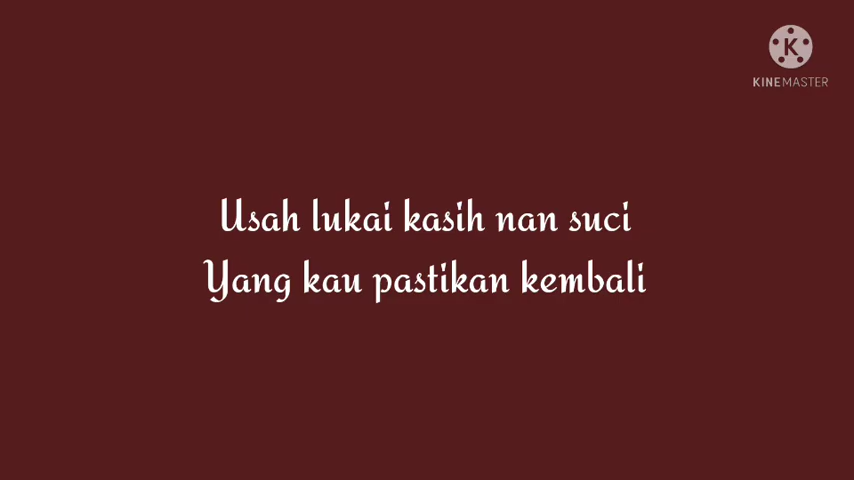 K
KINEMASTER
Usah lukai kasih nan suci
Yang kau pastikan kembali